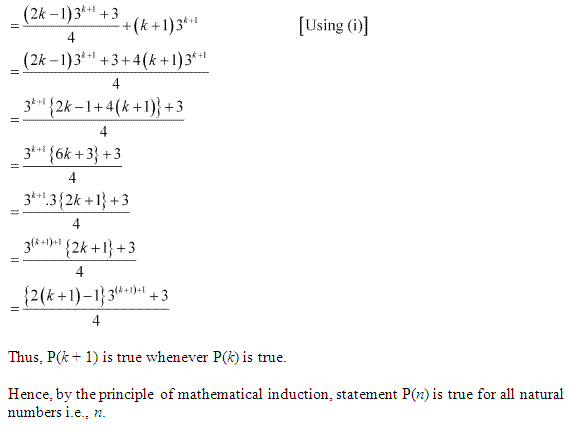 = \frac{(2k-1)3^{k+1}+3}{4}+(k+1)3^{k+1} [Using (i)]
= \frac{(2k-1)3^{k+1}+3+4(k+1)3^{k+1}}{4}
= \frac{3^{k+1}\{2k-1+4(k+1)\}+3}{4}
= \frac{3^{k+1}\{6k+3\}+3}{4}
= \frac{3^{k+1}.3\{2k+1\}+3}{4}
= \frac{3^{(k+1)+1}\{2k+1\}+3}{4}
= \frac{\{2(k+1)-1\}3^{(k+1)+1}+3}{4}
Thus, P(k + 1) is true whenever P(k) is true.
Hence, by the principle of mathematical induction, statement P(n) is true for all natural
numbers i.e., n.